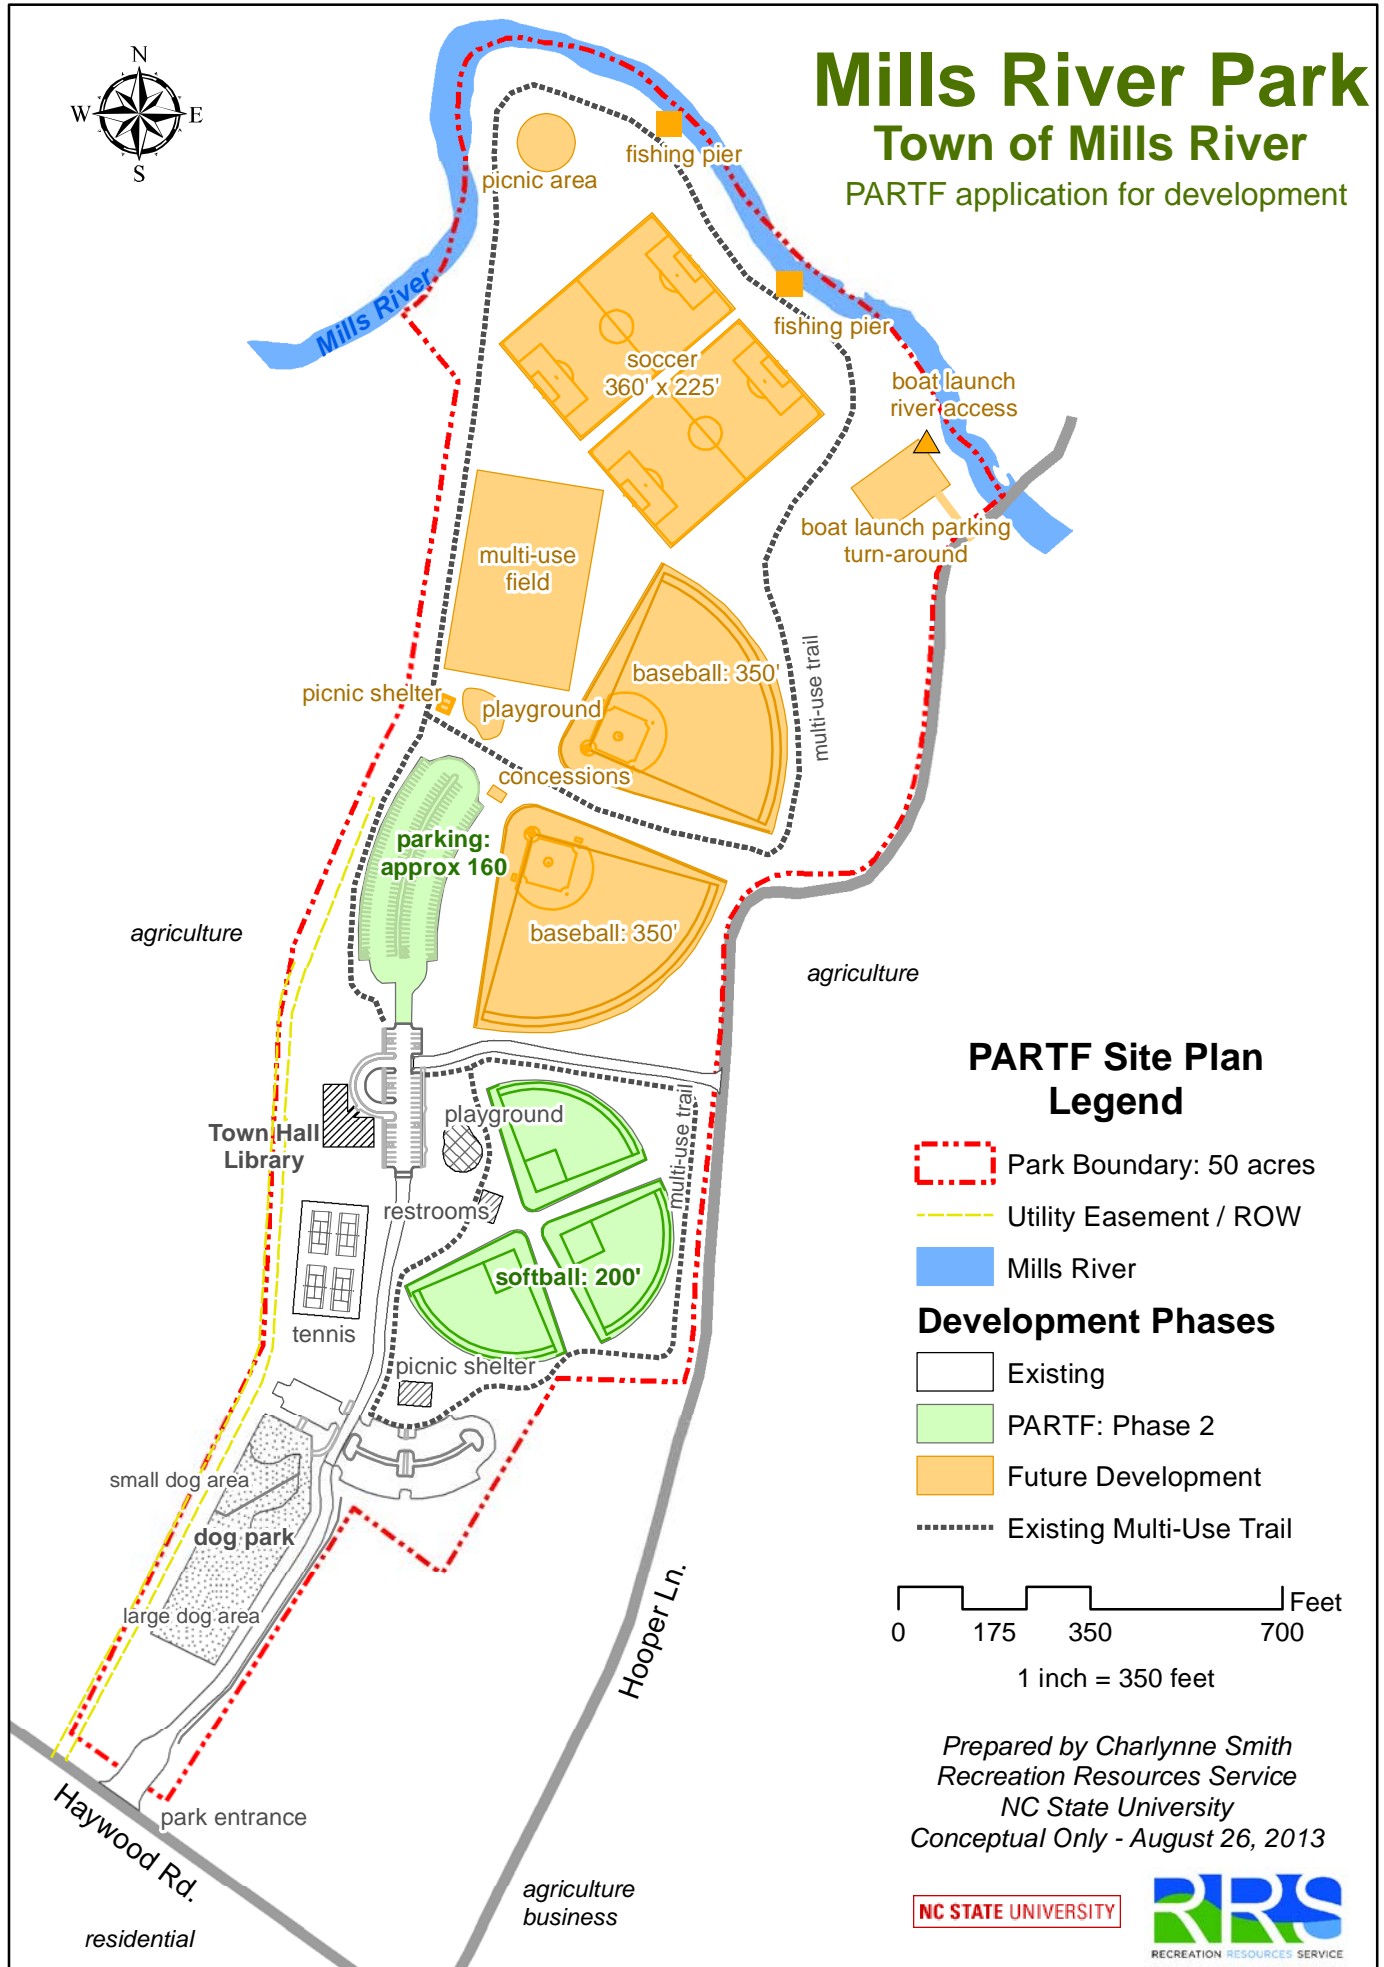 Mills River Park
Town of Mills River
PARTF application for development
N
W
E
S
fishing pier
picnic area
Mills River
fishing pier
soccer
360' x 225'
boat launch
river access
boat launch parking
turn-around
multi-use
field
multi-use trail
baseball: 350'
picnic shelter
playground
concessions
parking:
approx 160
baseball: 350'
agriculture
agriculture
playground
multi-use trail
Town Hall
Library
restrooms
softball: 200'
tennis
picnic shelter
small dog area
dog park
large dog area
Hooper Ln.
park entrance
Haywood Rd.
agriculture
business
residential
PARTF Site Plan
Legend
Park Boundary: 50 acres
Utility Easement / ROW
Mills River
Development Phases
Existing
PARTF: Phase 2
Future Development
Existing Multi-Use Trail
Feet
0 175 350 700
1 inch = 350 feet
Prepared by Charlynne Smith
Recreation Resources Service
NC State University
Conceptual Only - August 26, 2013
NC STATE UNIVERSITY
RRS
RECREATION RESOURCES SERVICE